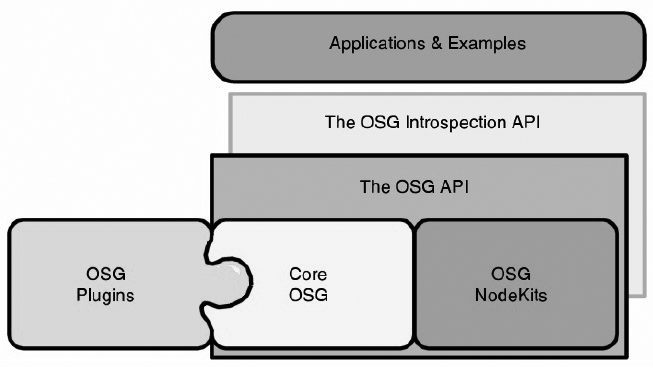 Applications & Examples
The OSG Introspection API
The OSG API
OSG
Plugins
Core
OSG
OSG
NodeKits